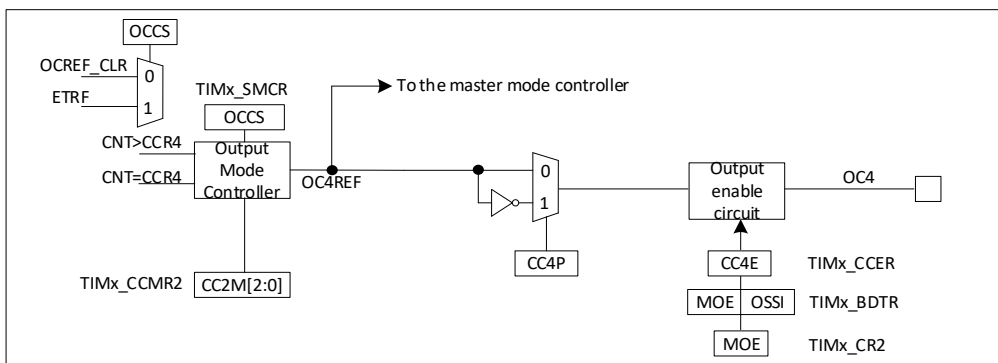 OCCS
OCREF_CLR
0
ETRF
1
TIMx_SMCR
OCCS
To the master mode controller
CNT>CCR4
CNT=CCR4
Output
Mode
Controller
OC4REF
0
1
CC4P
Output
enable
circuit
OC4
TIMx_CCMR2
CC2M[2:0]
CC4E
TIMx_CCER
MOE
OSSI
TIMx_BDTR
MOE
TIMx_CR2